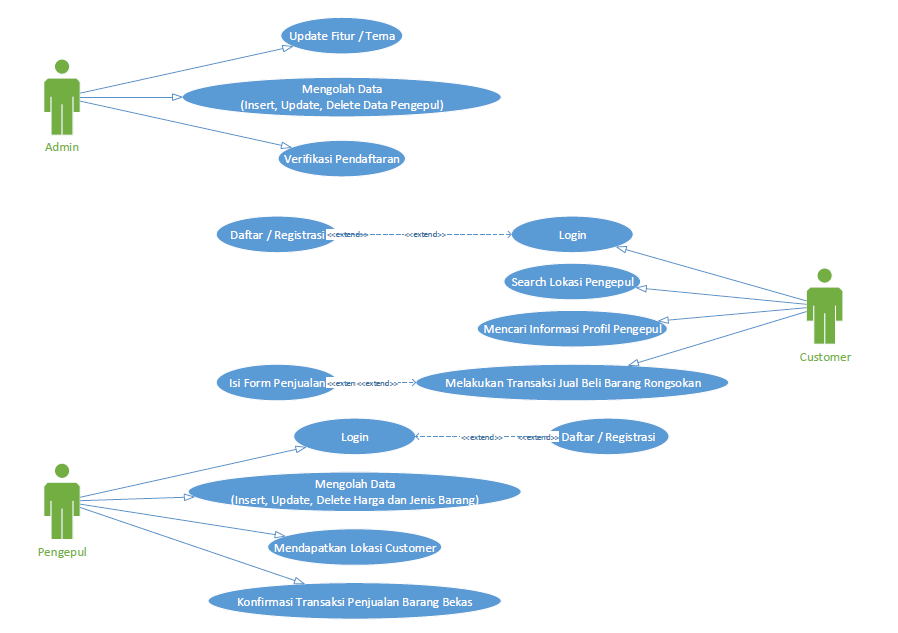 Update Fitur / Tema
Mengolah Data
(Insert, Update, Delete Data Pengepul)
Admin
Verifikasi Pendaftaran
Daftar / Registrasi
<<extend>>
<<extend>>
Login
Search Lokasi Pengepul
Mencari Informasi Profil Pengepul
Customer
Isi Form Penjualan
<<exten
<<extend>>
Melakukan Transaksi Jual Beli Barang Rongsokan
Login
<<extend>>
<<extend>>
Daftar / Registrasi
Mengolah Data
(Insert, Update, Delete Harga dan Jenis Barang)
Pengepul
Mendapatkan Lokasi Customer
Konfirmasi Transaksi Penjualan Barang Bekas